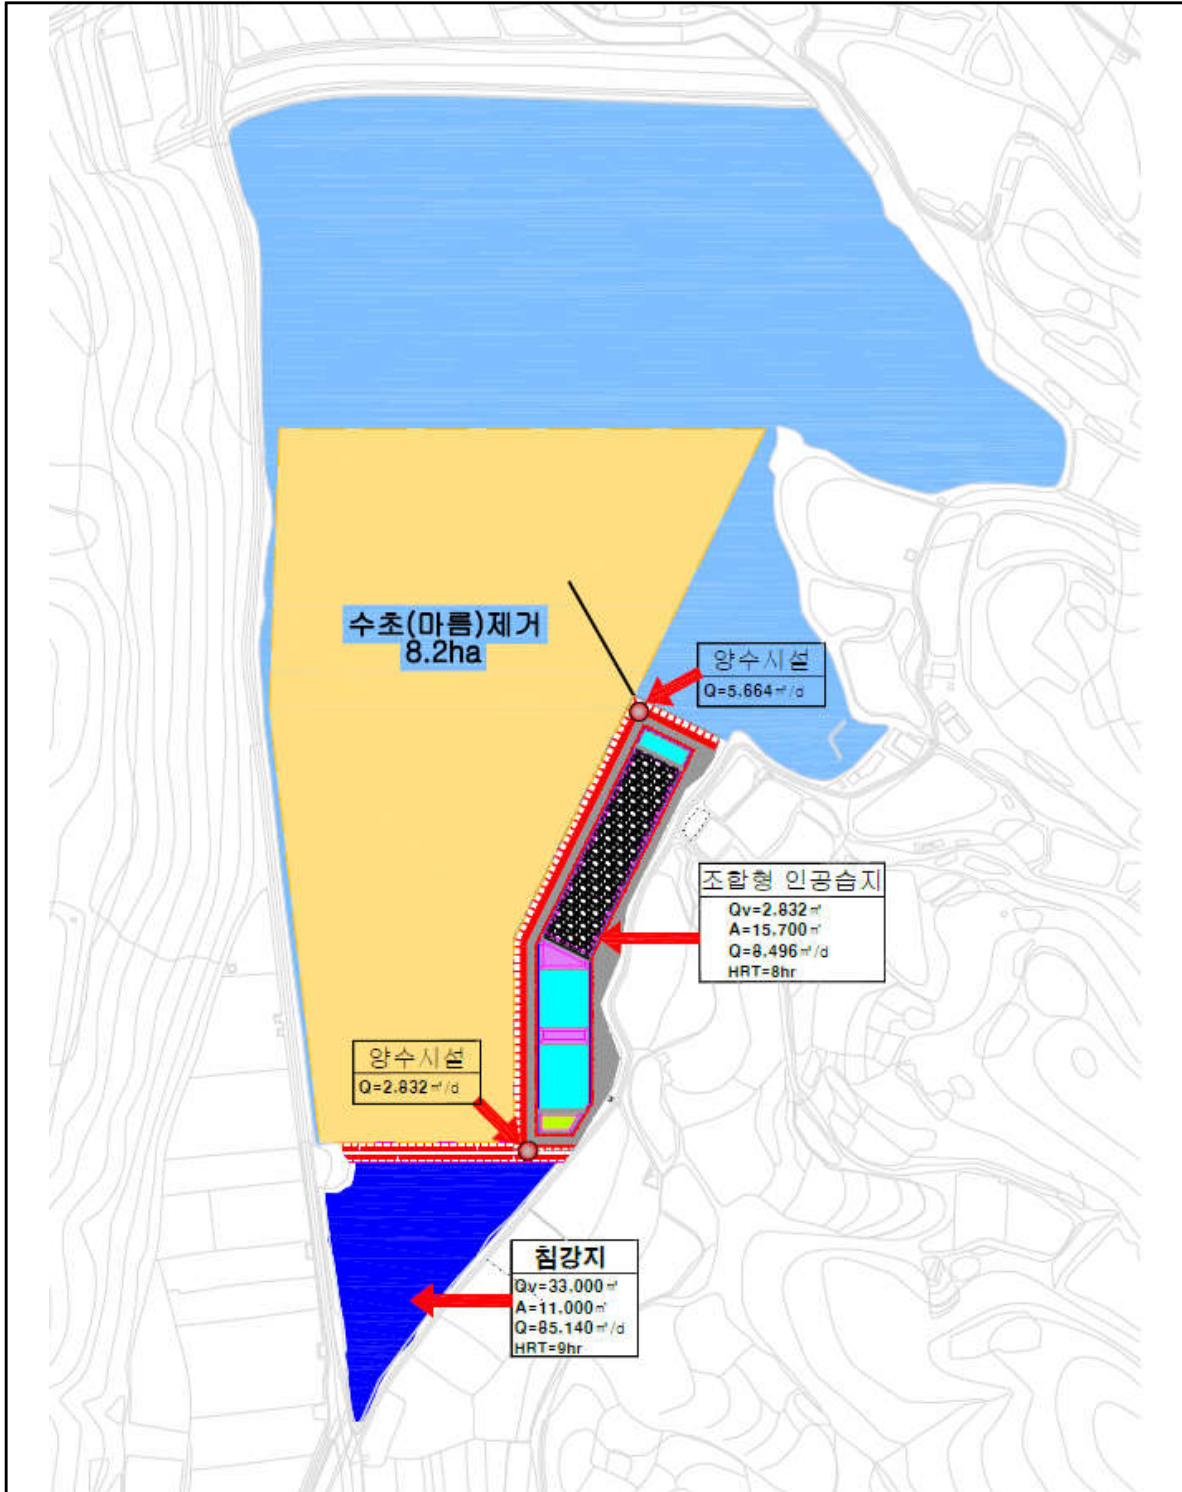 수초(마름)제거
8.2ha
양수시설
Q=5.664㎥/d
조합형 인공습지
Qv=2.832㎥
A=15.700㎡
Q=8.496㎥/d
HRT=8hr
양수시설
Q=2.832㎥/d
침강지
Qv=33.000㎥
A=11.000㎡
Q=85.140㎥/d
HRT=9hr